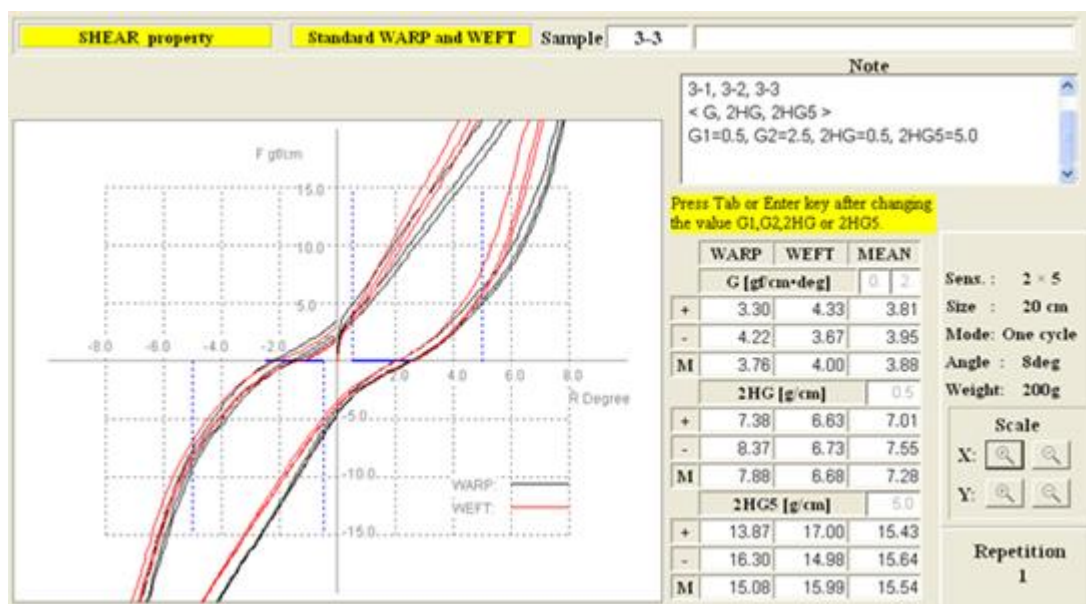 SHEAR property Standard WARP and WEFT Sample 3-3
Note
3-1, 3-2, 3-3
< G, 2HG, 2HG5 >
G1=0.5, G2=2.5, 2HG=0.5, 2HG5=5.0
F gf/cm
15.0
10.0
5.0
-8.0 -6.0 -4.0 -2.0
2.0 4.0 6.0 8.0
R Degree
-5.0
-10.0
-15.0
WARP:
WEFT:
Press Tab or Enter key after changing
the value G1,G2,2HG or 2HG5.
WARP WEFT MEAN
G [gf/cm•deg] 0. 2.
+ 3.30 4.33 3.81
- 4.22 3.67 3.95
M 3.76 4.00 3.88
2HG [g/cm] 0.5
+ 7.38 6.63 7.01
- 8.37 6.73 7.55
M 7.88 6.68 7.28
2HG5 [g/cm] 5.0
+ 13.87 17.00 15.43
- 16.30 14.98 15.64
M 15.08 15.99 15.54
Sens. : 2 × 5
Size : 20 cm
Mode: One cycle
Angle : 8deg
Weight: 200g
Scale
X:
Y:
Repetition
1